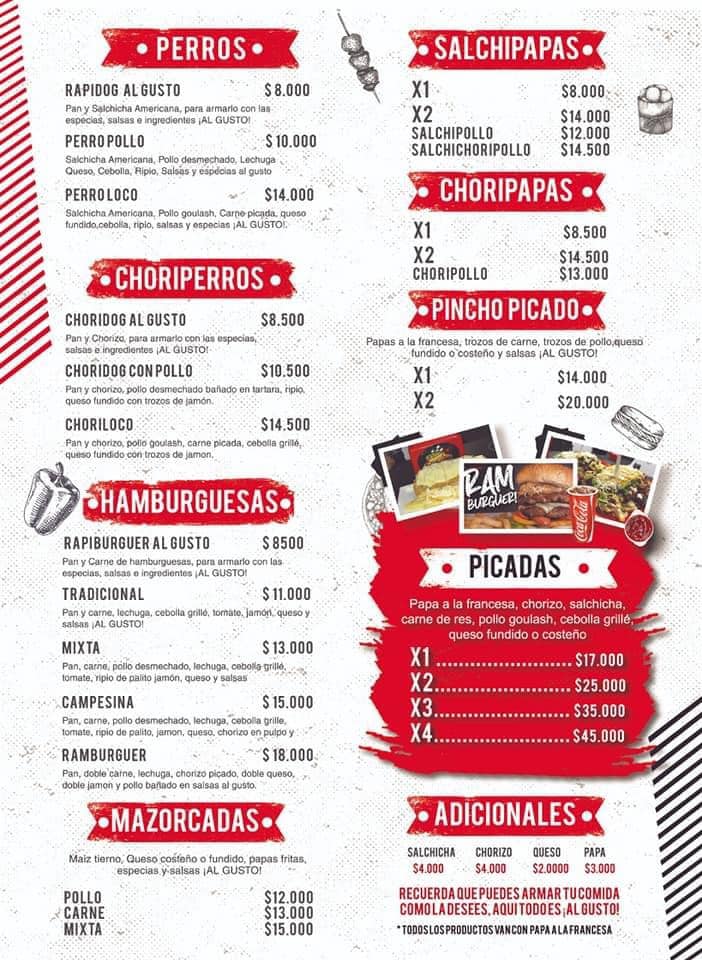 PERROS
RAPIDOG AL GUSTO $8.000
Pan y Salchicha Americana, para armarlo con las
especias, salsas e ingredientes ¡AL GUSTO!
PERRO POLLO $10.000
Salchicha Americana, Pollo desmechado, Lechuga
Queso, Cebolla, Ripio, Salsas y especias al gusto
PERRO LOCO $14.000
Salchicha Americana, Pollo goulash, Carne picada, queso
fundido,cebolla, ripio, salsas y especias ¡AL GUSTO!.
CHORIPERROS
CHORIDOG AL GUSTO $8.500
Pan y Chorizo, para armarlo con las especias,
salsas e ingredientes ¡AL GUSTO!
CHORIDOG CON POLLO $10.500
Pan y chorizo, pollo desmechado bañado en tartara, ripio,
queso fundido con trozos de jamón.
CHORILOCO $14.500
Pan y chorizo, pollo goulash, carne picada, cebolla grillé,
queso fundido con trozos de jamon.
HAMBURGUESAS
RAPIBURGUER AL GUSTO $8500
Pan y Carne de hamburguesas, para armarlo con las
especias, salsas e ingredientes ¡AL GUSTO!
TRADICIONAL $11.000
Pan y carne, lechuga, cebolla grillé, tomate, jamón, queso y
salsas ¡AL GUSTO!
MIXTA $13.000
Pan, carne, pollo desmechado, lechuga, cebolla grillé,
tomate, ripio de palito jamón, queso y salsas
CAMPESINA $15.000
Pan, carne, pollo desmechado, lechuga, cebolla grille,
tomate, ripio de palito, jamon, queso, chorizo en pulpo y
RAMBURGUER $18.000
Pan, doble carne, lechuga, chorizo picado, doble queso,
doble jamon y pollo bañado en salsas al gusto.
MAZORCADAS
Maiz tierno, Queso costeño o fundido, papas fritas,
especias y salsas ¡AL GUSTO!
POLLO $12.000
CARNE $13.000
MIXTA $15.000
SALCHIPAPAS
X1 $8.000
X2 $14.000
SALCHIPOLLO $12.000
SALCHICHORIPOLLO $14.500
CHORIPAPAS
X1 $8.500
X2 $14.500
CHORIPOLLO $13.000
PINCHO PICADO
Papas a la francesa, trozos de carne, trozos de pollo,queso
fundido o costeño y salsas ¡AL GUSTO!
X1 $14.000
X2 $20.000
RAM
BURGUER!
Coca-Cola
PICADAS
Papa a la francesa, chorizo, salchicha,
carne de res, pollo goulash, cebolla grillé,
queso fundido o costeño
X1........................ $17.000
X2........................ $25.000
X3........................ $35.000
X4........................ $45.000
ADICIONALES
SALCHICHA CHORIZO QUESO PAPA
$4.000 $4.000 $2.0000 $3.000
RECUERDA QUE PUEDES ARMAR TU COMIDA
COMO LA DESEES, AQUI TODO ES ¡AL GUSTO!
* TODOS LOS PRODUCTOS VAN CON PAPA A LA FRANCESA